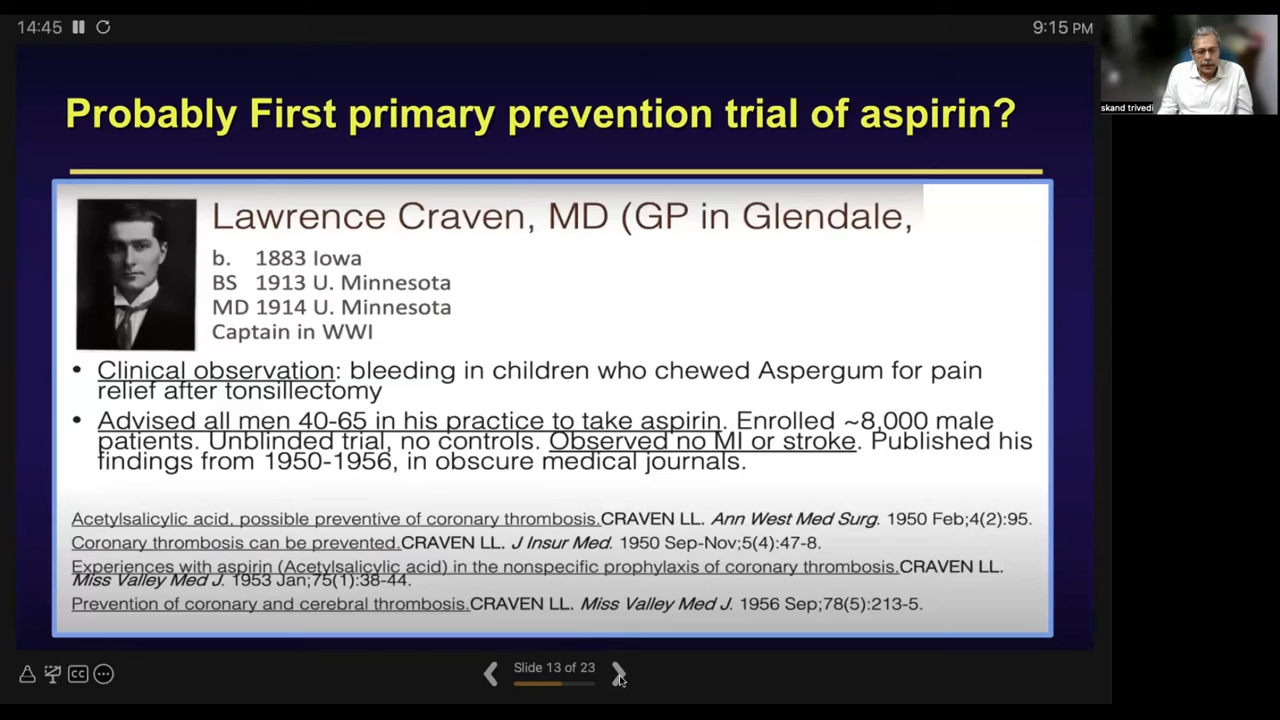 14:45
9:15 PM
skand trivedi
Probably First primary prevention trial of aspirin?
Lawrence Craven, MD (GP in Glendale,
b. 1883 Iowa
BS 1913 U. Minnesota
MD 1914 U. Minnesota
Captain in WWI
• Clinical observation: bleeding in children who chewed Aspergum for pain
relief after tonsillectomy
• Advised all men 40-65 in his practice to take aspirin. Enrolled ~8,000 male
patients. Unblinded trial, no controls. Observed no MI or stroke. Published his
findings from 1950-1956, in obscure medical journals.
Acetylsalicylic acid, possible preventive of coronary thrombosis.CRAVEN LL. Ann West Med Surg. 1950 Feb;4(2):95.
Coronary thrombosis can be prevented.CRAVEN LL. J Insur Med. 1950 Sep-Nov;5(4):47-8.
Experiences with aspirin (Acetylsalicylic acid) in the nonspecific prophylaxis of coronary thrombosis.CRAVEN LL.
Miss Valley Med J. 1953 Jan;75(1):38-44.
Prevention of coronary and cerebral thrombosis.CRAVEN LL. Miss Valley Med J. 1956 Sep;78(5):213-5.
CC
Slide 13 of 23